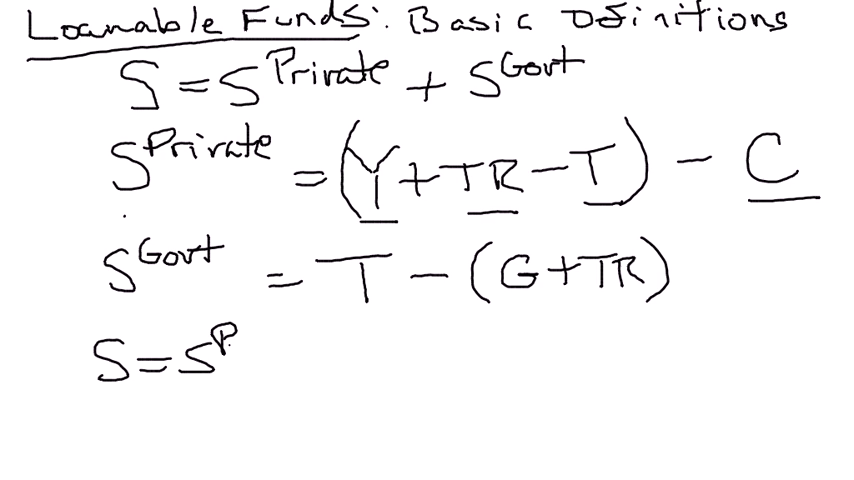 Loanable Funds: Basic Definitions
S = S^Private + S^Govt
S^Private = (Y + TR - T) - C
S^Govt = T - (G + TR)
S = S^P